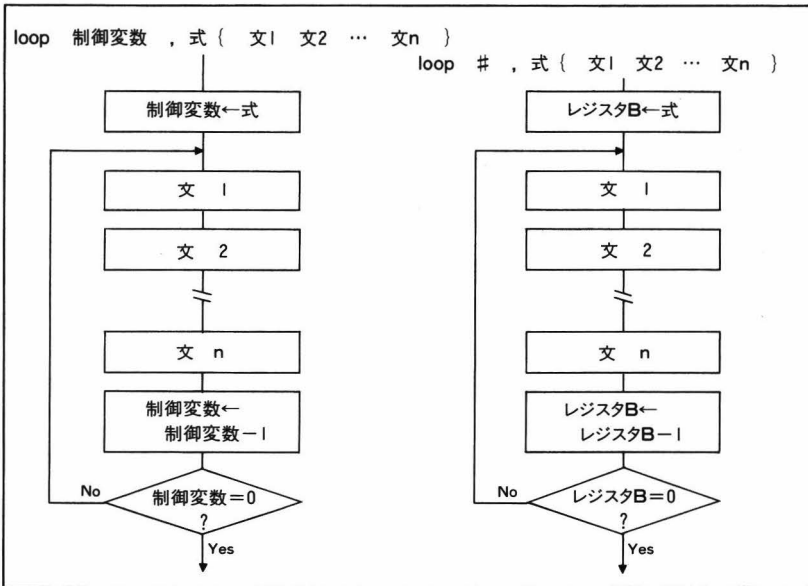 loop 制御変数 , 式 { 文1 文2 … 文n }
制御変数←式
文 1
文 2
文 n
制御変数←
制御変数－1
No
制御変数＝0
?
Yes
loop # , 式 { 文1 文2 … 文n }
レジスタB←式
文 1
文 2
文 n
レジスタB←
レジスタB－1
No
レジスタB＝0
?
Yes